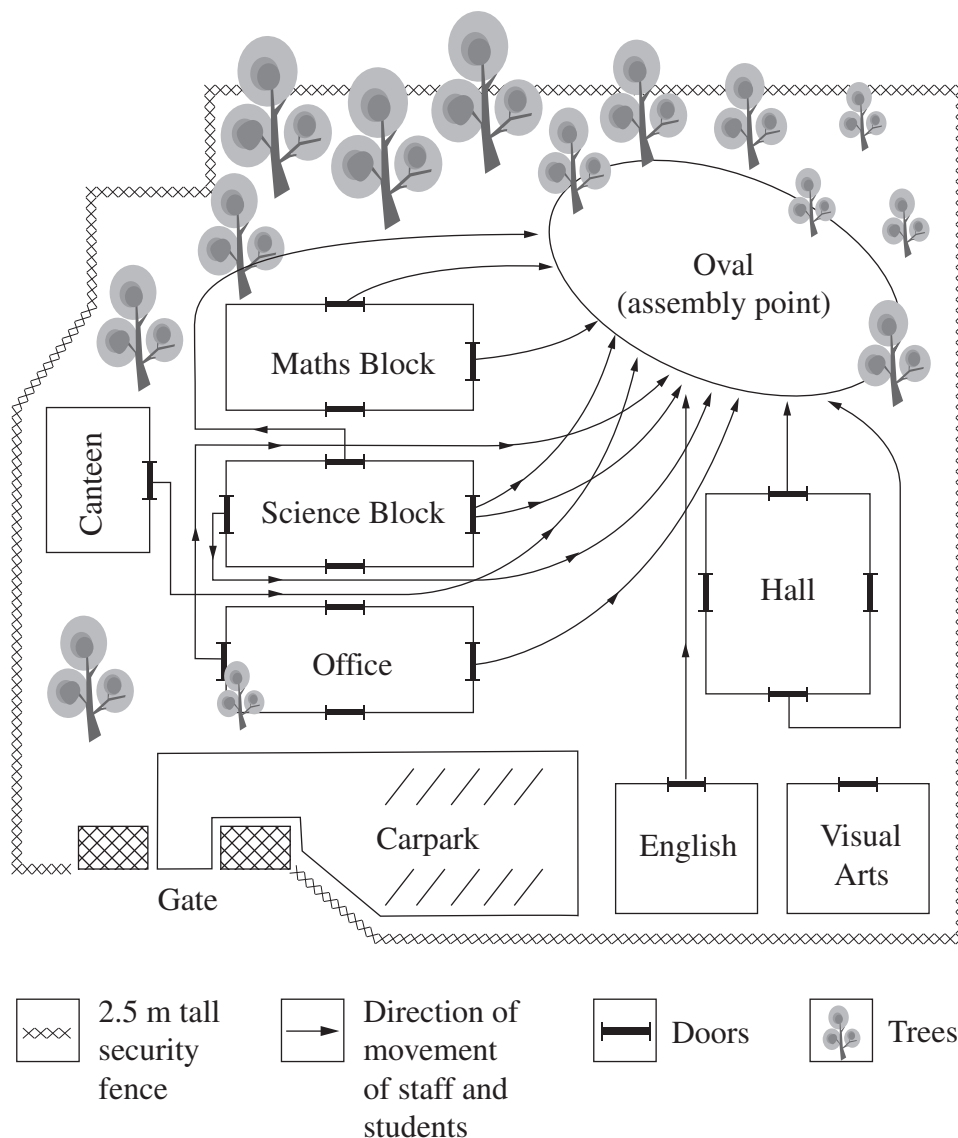 Oval
(assembly point)
Maths Block
Canteen
Science Block
Hall
Office
Carpark
English
Visual
Arts
Gate
2.5 m tall
security
fence
Direction of
movement
of staff and
students
Doors
Trees